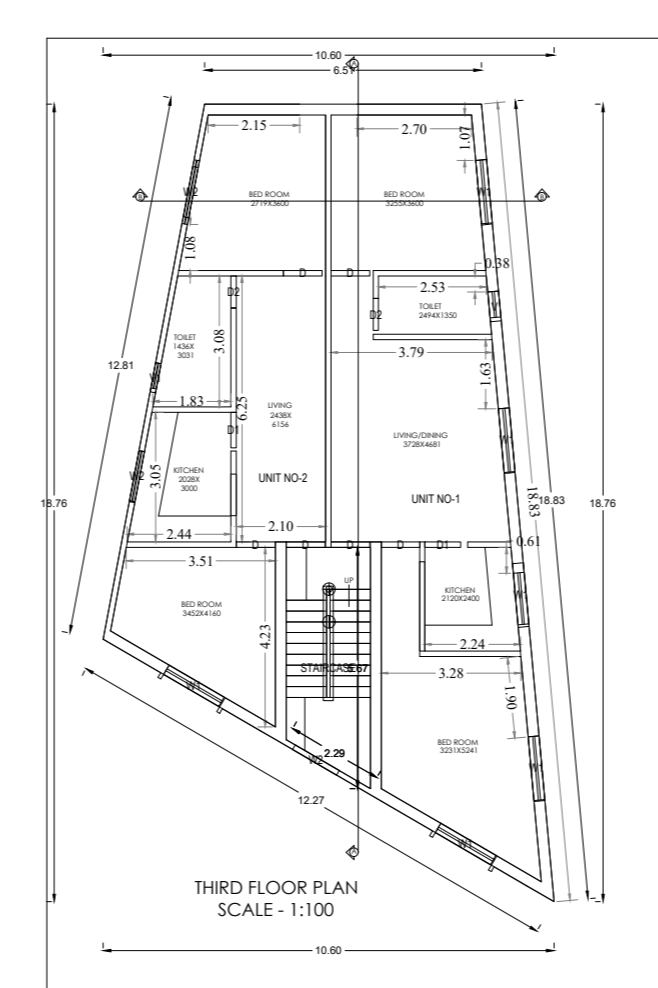 10.60
6.51
A
2.15
2.70
1.07
W2
BED ROOM
2719X3600
BED ROOM
3255X3600
W1
B
B
1.08
0.38
D
D
2.53
D2
TOILET
2494X1350
V
D2
TOILET
1436X
3031
3.08
3.79
1.63
12.81
V
1.83
6.25
LIVING
2438X
6156
LIVING/DINING
3728X4681
D1
W2
3.05
KITCHEN
2028X
3000
UNIT NO-2
UNIT NO-1
18.76
18.83
18.83
18.76
2.44
2.10
D
D
D
D
D1
0.61
3.51
UP
BED ROOM
3452X4160
4.23
KITCHEN
2120X2400
2.24
STAIRCASE
5.67
3.28
1.90
W1
BED ROOM
3231X5241
2.29
W2
12.27
W1
A
THIRD FLOOR PLAN
SCALE - 1:100
10.60